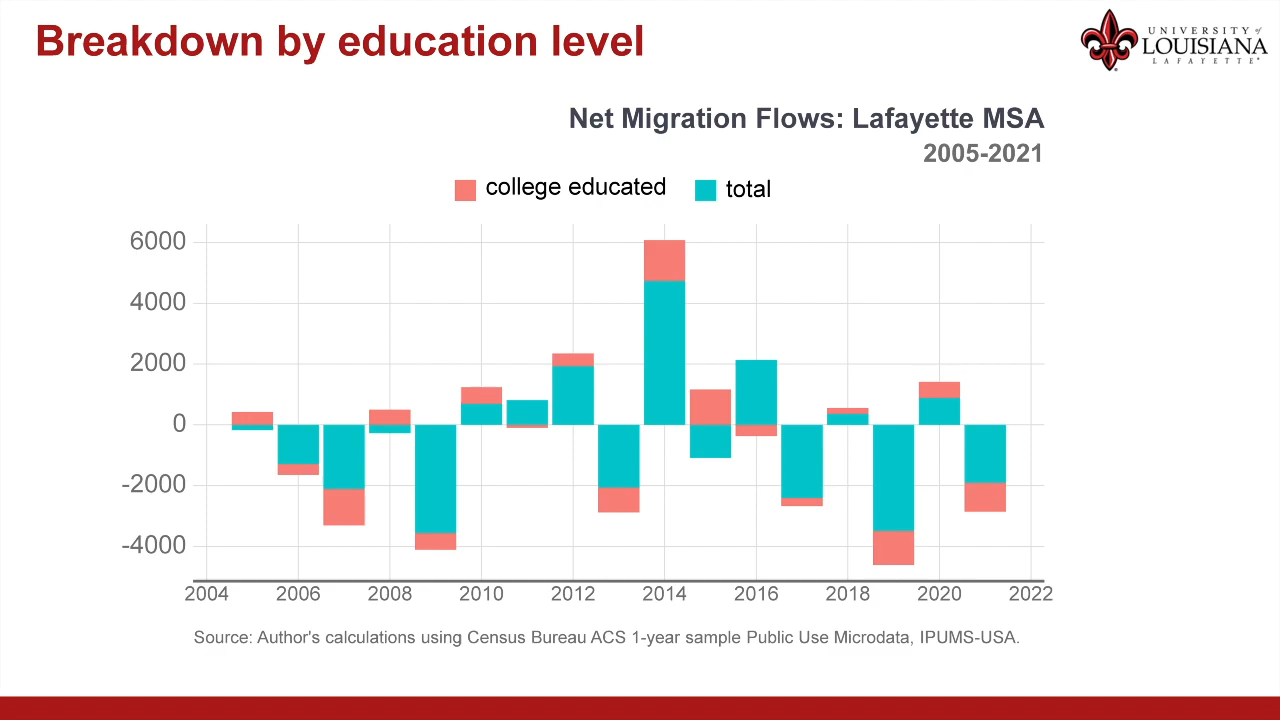 Breakdown by education level
UNIVERSITY of
LOUISIANA
LAFAYETTE
Net Migration Flows: Lafayette MSA
2005-2021
college educated total
6000
4000
2000
0
-2000
-4000
2004 2006 2008 2010 2012 2014 2016 2018 2020 2022
Source: Author's calculations using Census Bureau ACS 1-year sample Public Use Microdata, IPUMS-USA.